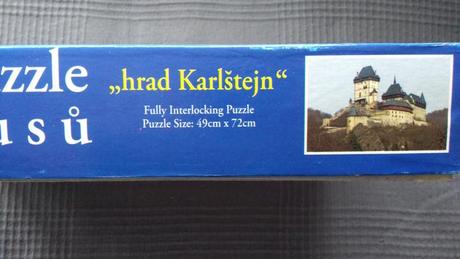 zzle
usů
„hrad Karlštejn“
Fully Interlocking Puzzle
Puzzle Size: 49cm x 72cm